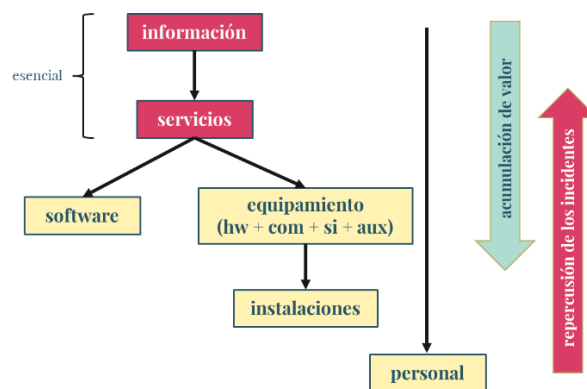 información
esencial
servicios
software
equipamiento
(hw + com + si + aux)
instalaciones
personal
acumulación de valor
repercusión de los incidentes